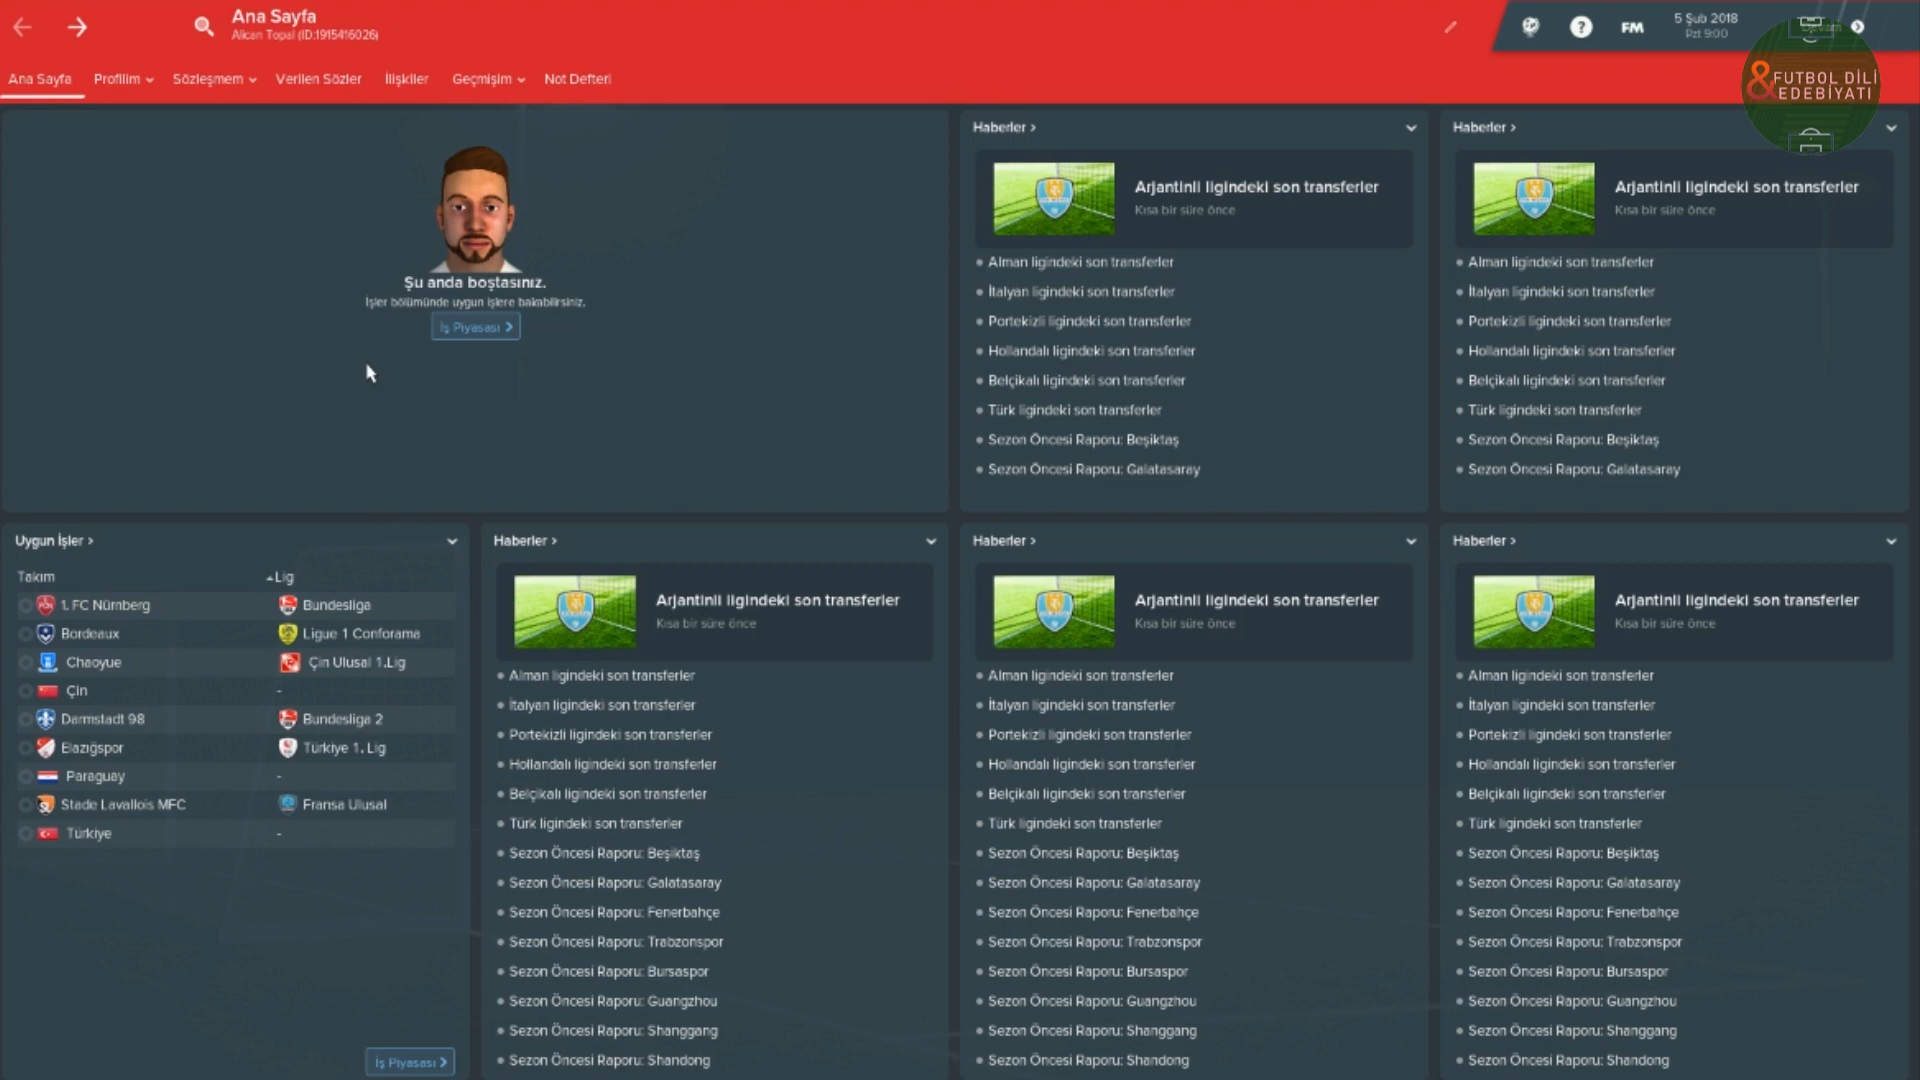 Ana Sayfa
Alican Topal (ID:1915416026)
FM
5 Şub 2018
Pzt 9:00
&FUTBOL DİLİ
EDEBİYATI
Ana Sayfa
Profilim
Sözleşmem
Verilen Sözler
İlişkiler
Geçmişim
Not Defteri
Şu anda boştasınız.
İşler bölümünde uygun işlere bakabilirsiniz.
İş Piyasası >
Haberler >
Arjantinli ligindeki son transferler
Kısa bir süre önce
Alman ligindeki son transferler
İtalyan ligindeki son transferler
Portekizli ligindeki son transferler
Hollandalı ligindeki son transferler
Belçikalı ligindeki son transferler
Türk ligindeki son transferler
Sezon Öncesi Raporu: Beşiktaş
Sezon Öncesi Raporu: Galatasaray
Haberler >
Arjantinli ligindeki son transferler
Kısa bir süre önce
Alman ligindeki son transferler
İtalyan ligindeki son transferler
Portekizli ligindeki son transferler
Hollandalı ligindeki son transferler
Belçikalı ligindeki son transferler
Türk ligindeki son transferler
Sezon Öncesi Raporu: Beşiktaş
Sezon Öncesi Raporu: Galatasaray
Uygun İşler >
Takım Lig
1. FC Nürnberg Bundesliga
Bordeaux Ligue 1 Conforama
Chaoyue Çin Ulusal 1.Lig
Çin -
Darmstadt 98 Bundesliga 2
Elazığspor Türkiye 1. Lig
Paraguay -
Stade Lavallois MFC Fransa Ulusal
Türkiye -
İş Piyasası >
Haberler >
Arjantinli ligindeki son transferler
Kısa bir süre önce
Alman ligindeki son transferler
İtalyan ligindeki son transferler
Portekizli ligindeki son transferler
Hollandalı ligindeki son transferler
Belçikalı ligindeki son transferler
Türk ligindeki son transferler
Sezon Öncesi Raporu: Beşiktaş
Sezon Öncesi Raporu: Galatasaray
Sezon Öncesi Raporu: Fenerbahçe
Sezon Öncesi Raporu: Trabzonspor
Sezon Öncesi Raporu: Bursaspor
Sezon Öncesi Raporu: Guangzhou
Sezon Öncesi Raporu: Shanggang
Sezon Öncesi Raporu: Shandong
Haberler >
Arjantinli ligindeki son transferler
Kısa bir süre önce
Alman ligindeki son transferler
İtalyan ligindeki son transferler
Portekizli ligindeki son transferler
Hollandalı ligindeki son transferler
Belçikalı ligindeki son transferler
Türk ligindeki son transferler
Sezon Öncesi Raporu: Beşiktaş
Sezon Öncesi Raporu: Galatasaray
Sezon Öncesi Raporu: Fenerbahçe
Sezon Öncesi Raporu: Trabzonspor
Sezon Öncesi Raporu: Bursaspor
Sezon Öncesi Raporu: Guangzhou
Sezon Öncesi Raporu: Shanggang
Sezon Öncesi Raporu: Shandong
Haberler >
Arjantinli ligindeki son transferler
Kısa bir süre önce
Alman ligindeki son transferler
İtalyan ligindeki son transferler
Portekizli ligindeki son transferler
Hollandalı ligindeki son transferler
Belçikalı ligindeki son transferler
Türk ligindeki son transferler
Sezon Öncesi Raporu: Beşiktaş
Sezon Öncesi Raporu: Galatasaray
Sezon Öncesi Raporu: Fenerbahçe
Sezon Öncesi Raporu: Trabzonspor
Sezon Öncesi Raporu: Bursaspor
Sezon Öncesi Raporu: Guangzhou
Sezon Öncesi Raporu: Shanggang
Sezon Öncesi Raporu: Shandong